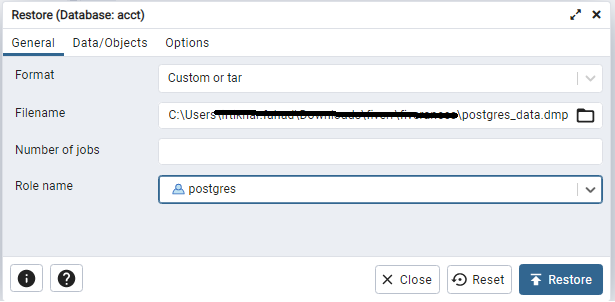 Restore (Database: acct)
General Data/Objects Options
Format Custom or tar
Filename C:\Users\ \postgres_data.dmp
Number of jobs
Role name postgres
Close Reset Restore